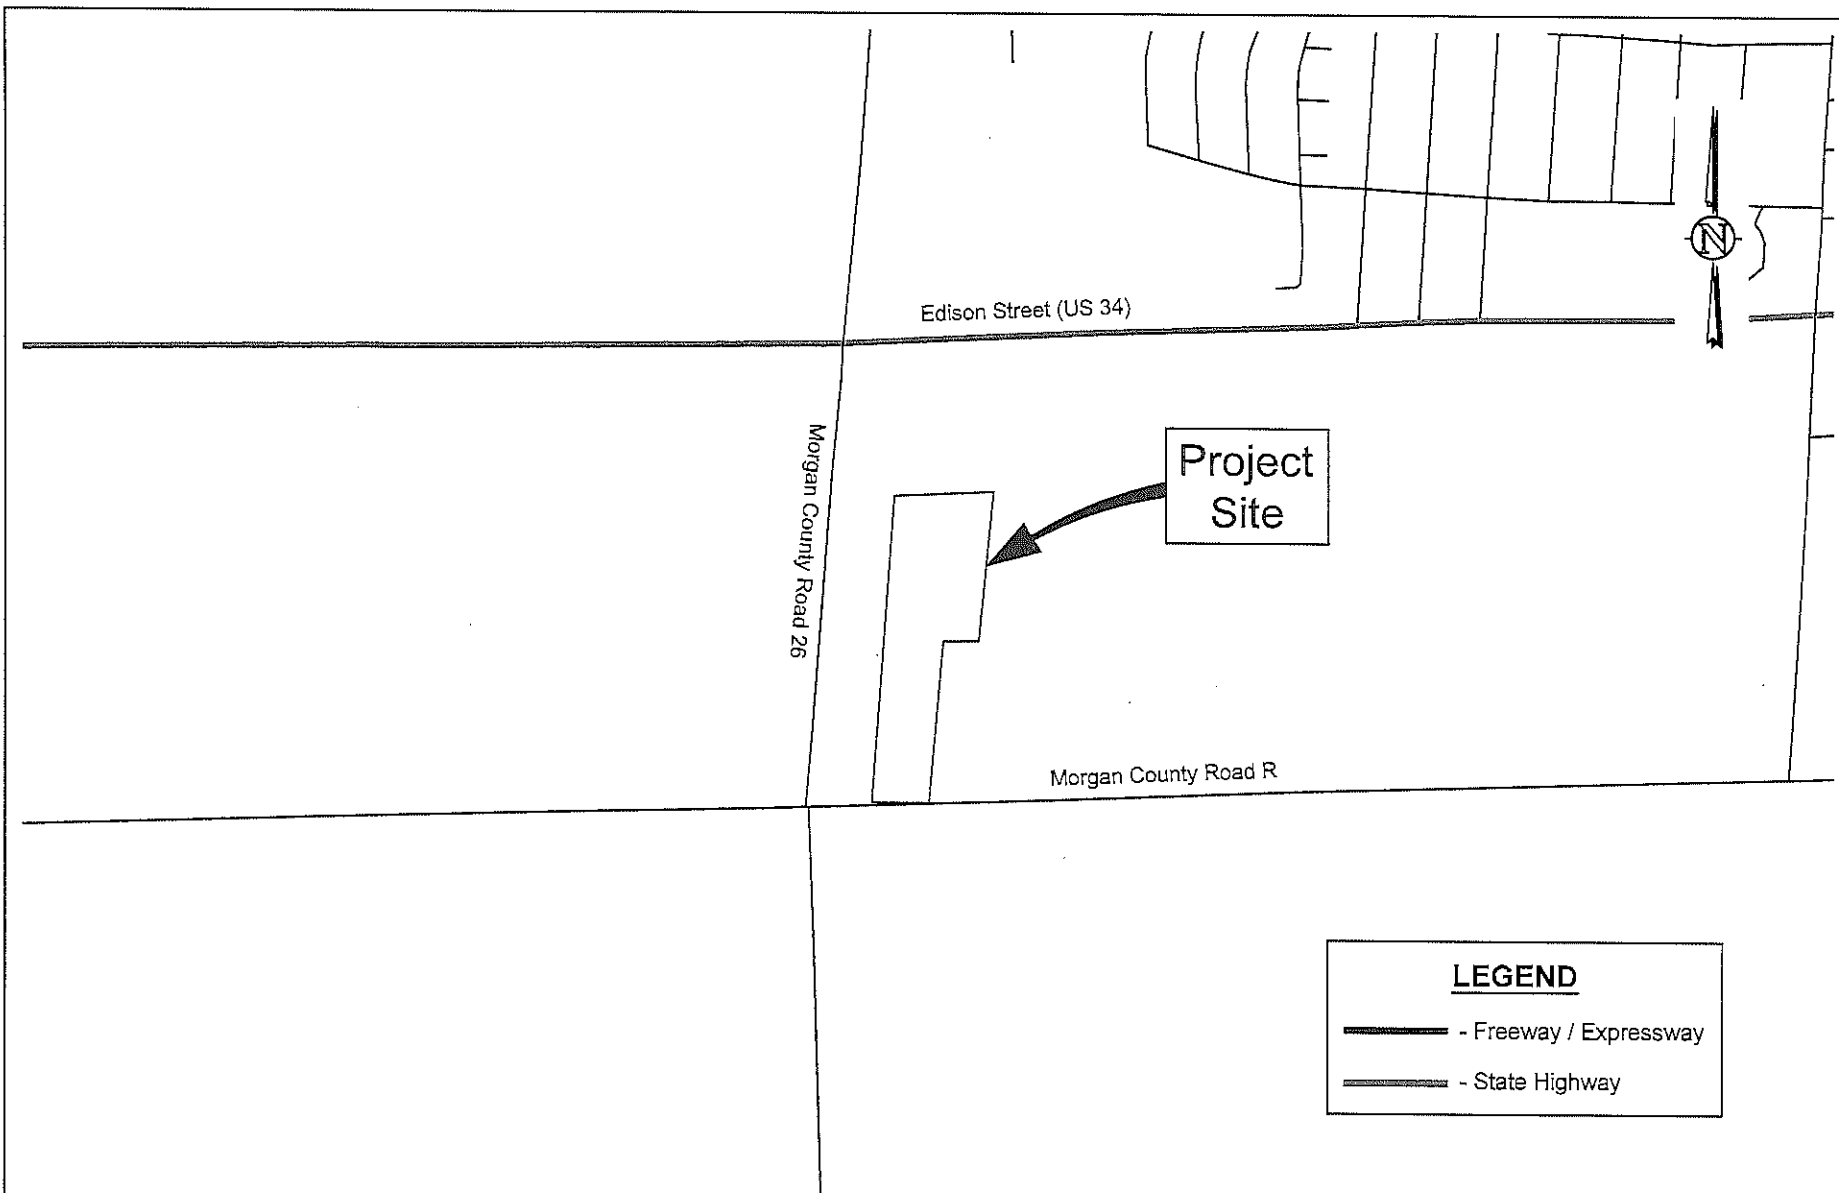 Edison Street (US 34)
N
Morgan County Road 26
Project
Site
Morgan County Road R
LEGEND
- Freeway / Expressway
- State Highway